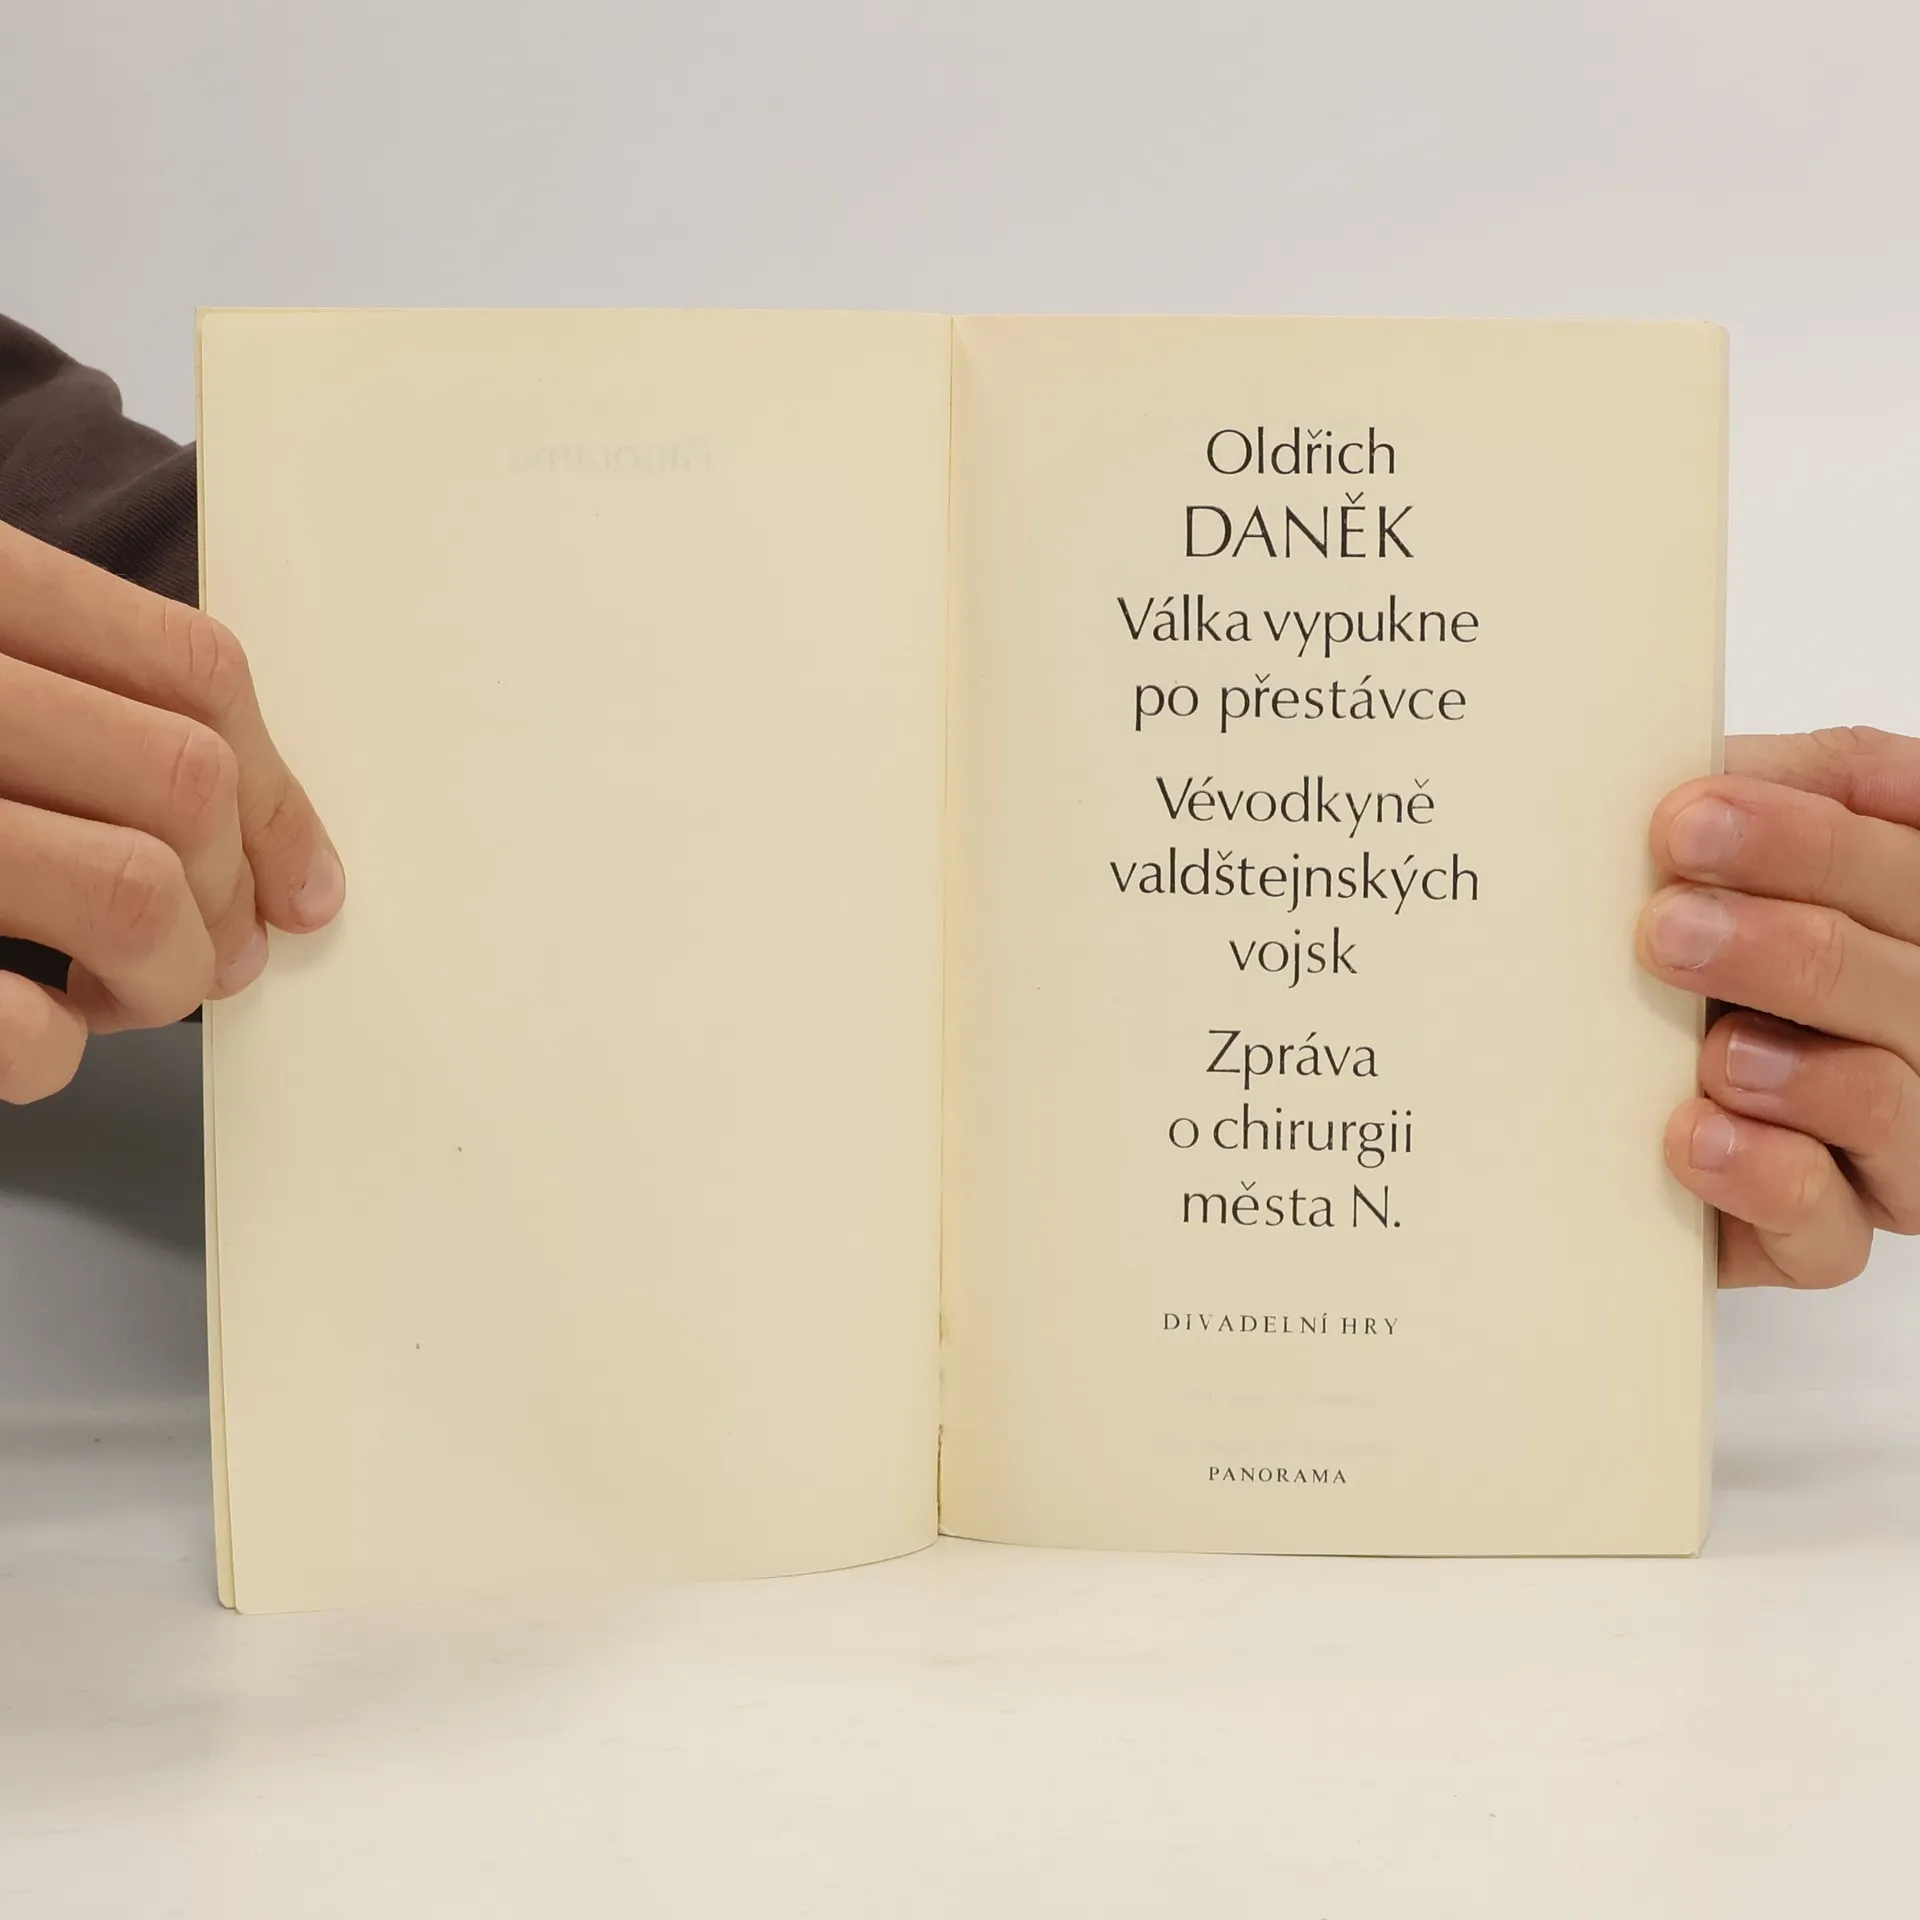 Oldřich
DANĚK
Válka vypukne
po přestávce
Vévodkyně
valdštejnských
vojsk
Zpráva
o chirurgii
města N.
DIVADELNÍ HRY
PANORAMA